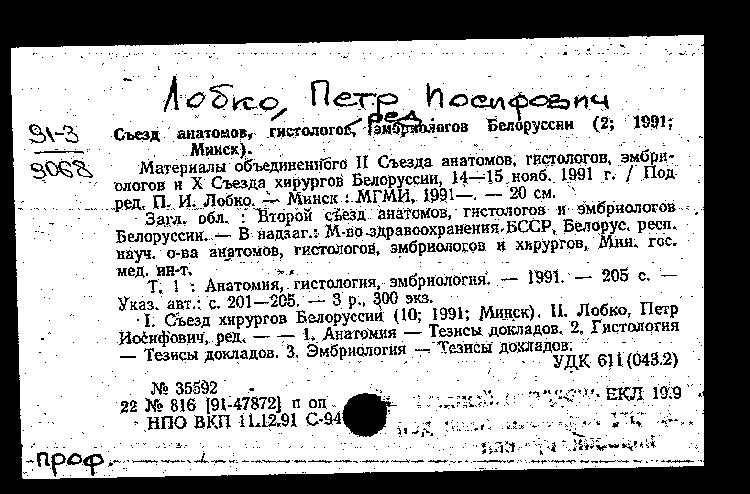 Лобко, Петр Иосифович
ред.
91-3
9068
Съезд анатомов, гистологов, эмбриологов Белоруссии (2; 1991;
Минск).
Материалы объединенного II Съезда анатомов, гистологов, эмбри-
ологов и X Съезда хирургов Белоруссии, 14—15 нояб. 1991 г. / Под
ред. П. И. Лобко. — Минск : МГМИ, 1991—. — 20 см.
Загл. обл. : Второй съезд анатомов, гистологов и эмбриологов
Белоруссии. — В надзаг.: М-во здравоохранения БССР, Белорус. респ.
науч. о-ва анатомов, гистологов, эмбриологов и хирургов, Мин. гос.
мед. ин-т.
Т. 1 : Анатомия, гистология, эмбриология. — 1991. — 205 с. —
Указ. авт.: с. 201—205. — 3 р., 300 экз.
I. Съезд хирургов Белоруссии (10; 1991; Минск). II. Лобко, Петр
Иосифович, ред. — — 1. Анатомия — Тезисы докладов. 2. Гистология
— Тезисы докладов. 3. Эмбриология — Тезисы докладов.
УДК 611(043.2)
№ 35592
22 № 816 [91-47872] п оп ЕКЛ 19.9
НПО ВКП 11.12.91 С-94
проф.